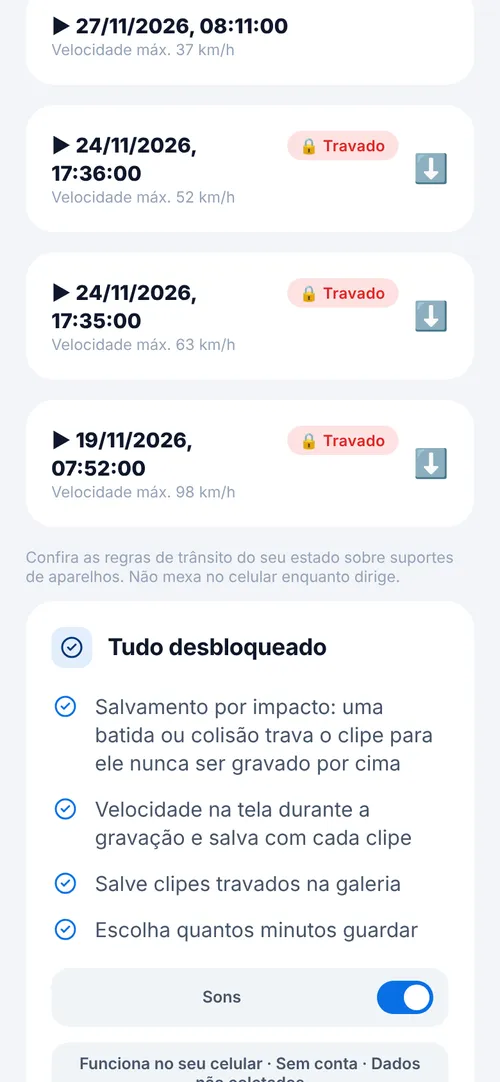 ▶ 27/11/2026, 08:11:00
Velocidade máx. 37 km/h
▶ 24/11/2026,
17:36:00
🔒 Travado
Velocidade máx. 52 km/h
▶ 24/11/2026,
17:35:00
🔒 Travado
Velocidade máx. 63 km/h
▶ 19/11/2026,
07:52:00
🔒 Travado
Velocidade máx. 98 km/h
Confira as regras de trânsito do seu estado sobre suportes
de aparelhos. Não mexa no celular enquanto dirige.
Tudo desbloqueado
Salvamento por impacto: uma
batida ou colisão trava o clipe para
ele nunca ser gravado por cima
Velocidade na tela durante a
gravação e salva com cada clipe
Salve clipes travados na galeria
Escolha quantos minutos guardar
Sons
Funciona no seu celular · Sem conta · Dados
não coletados